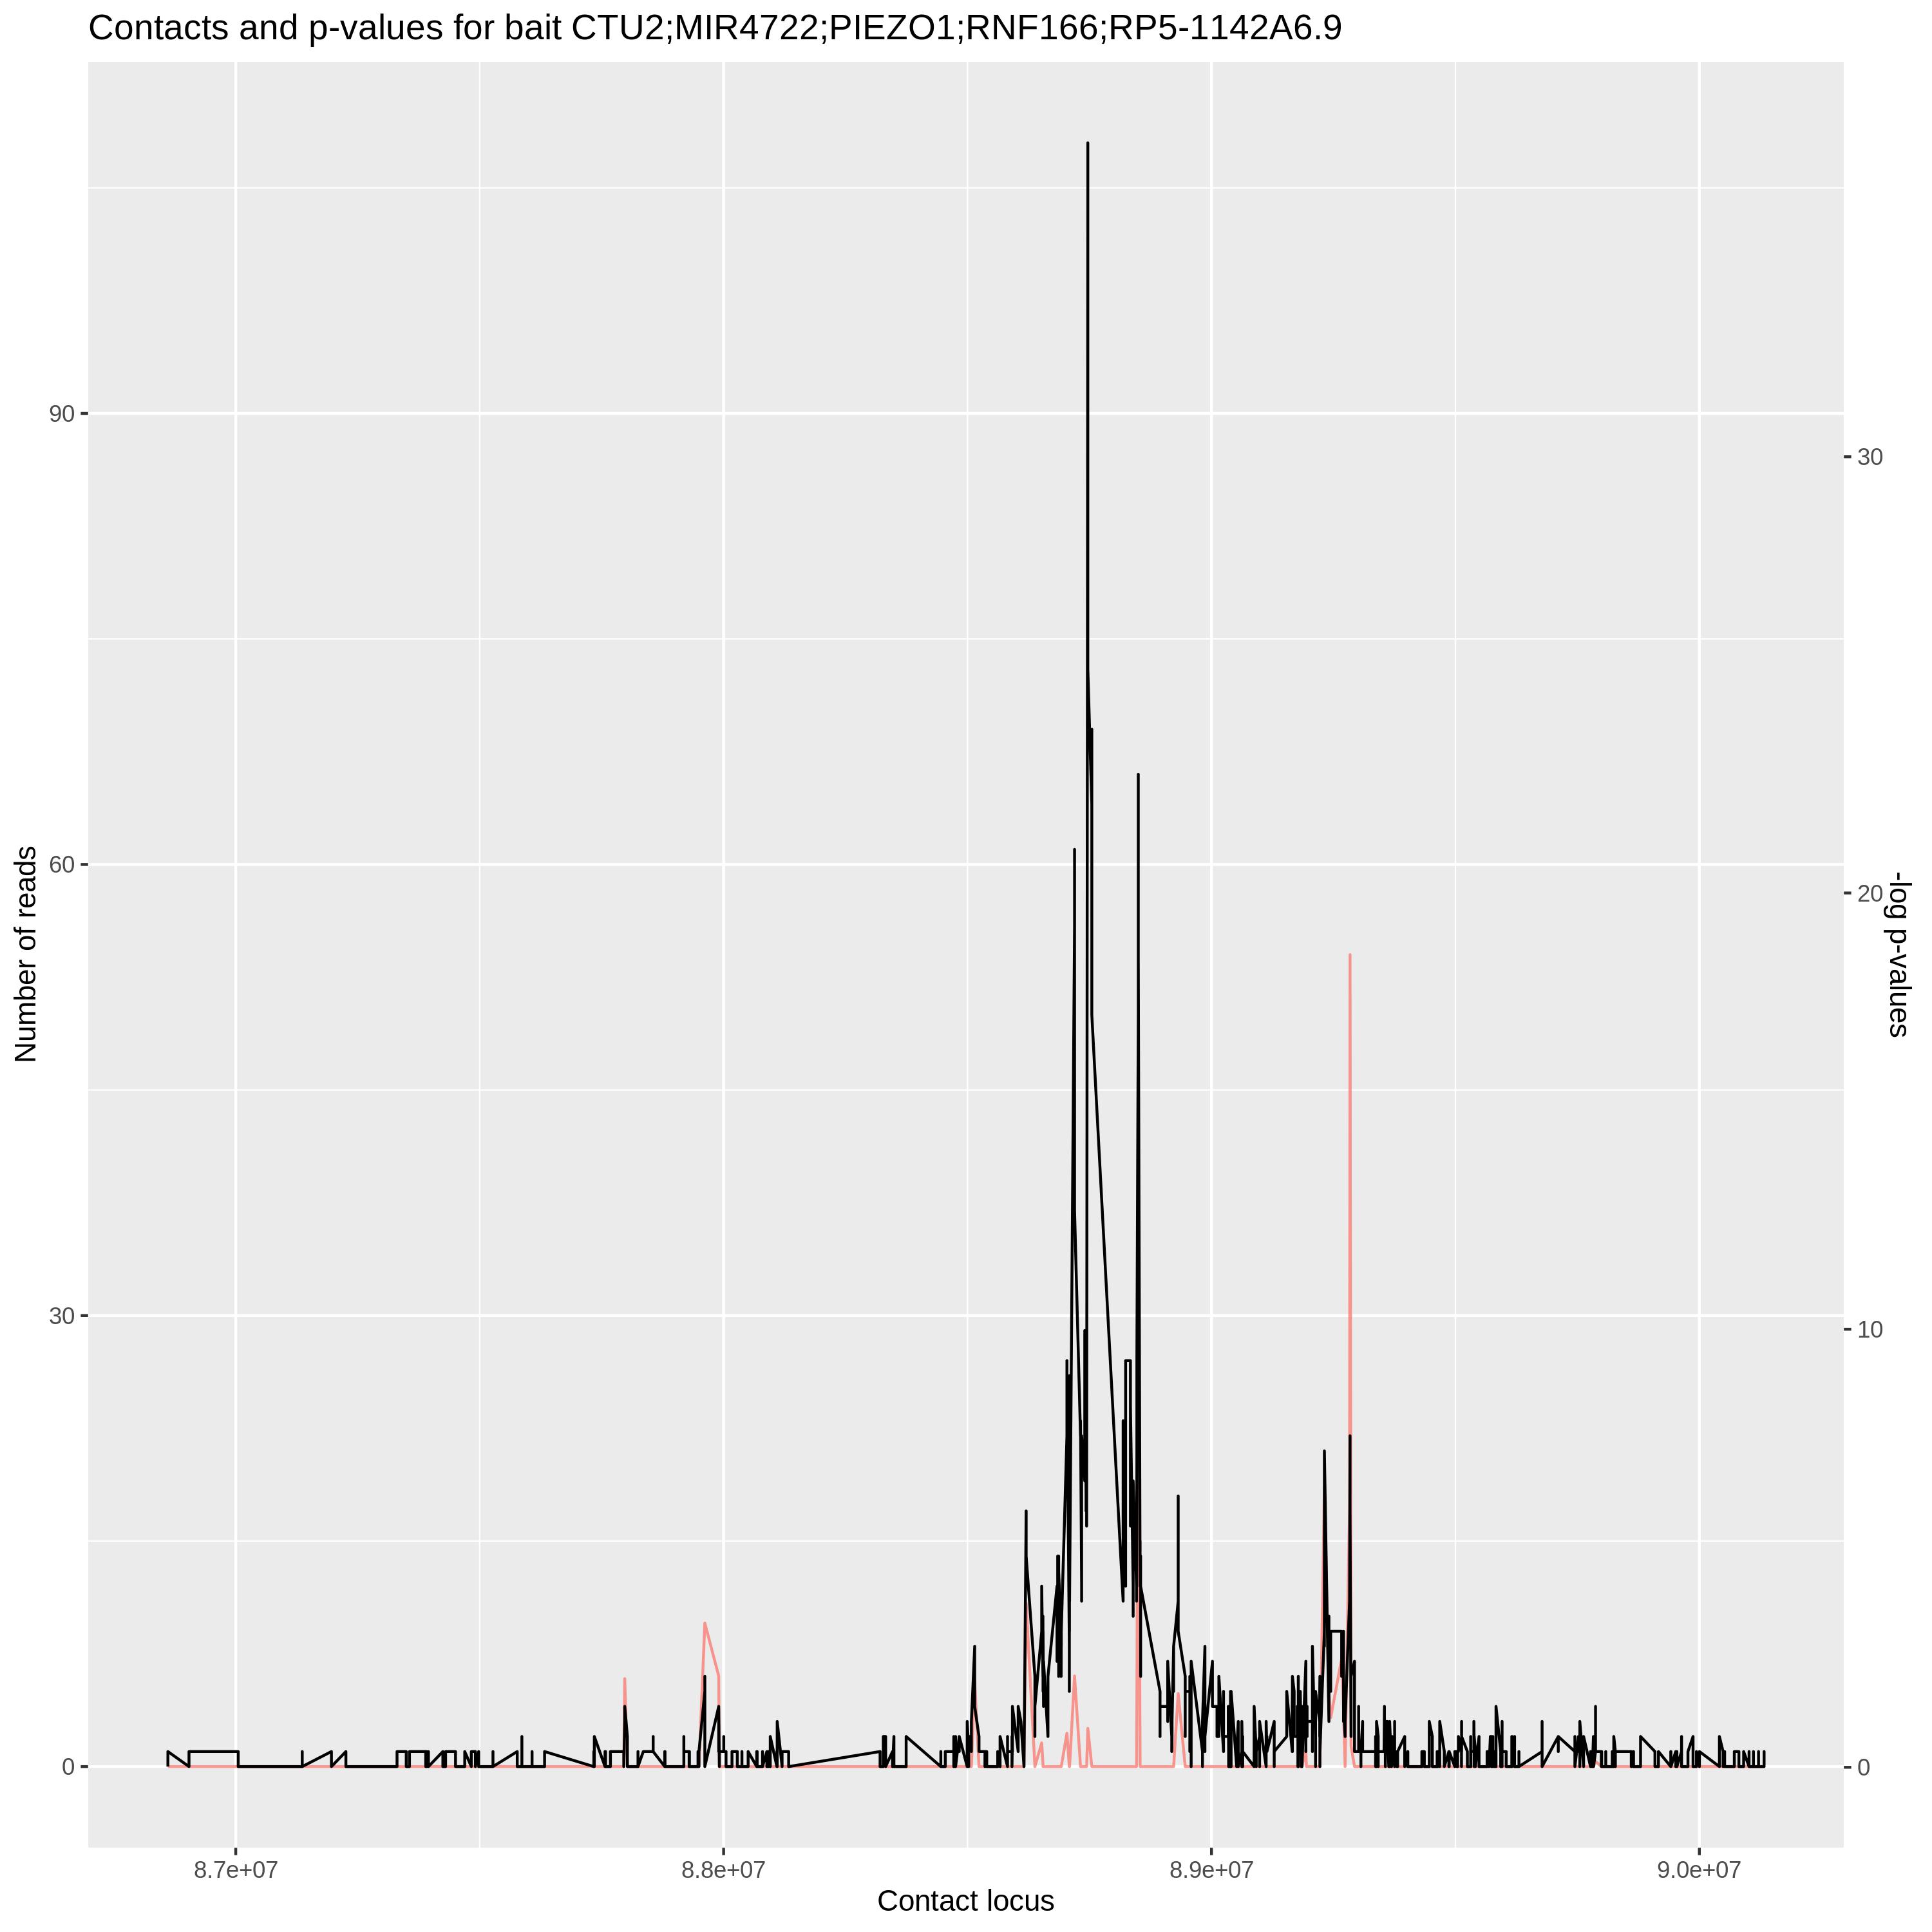 Contacts and p-values for bait CTU2;MIR4722;PIEZO1;RNF166;RP5-1142A6.9
90
60
30
0
Number of reads
30
20
10
0
-log p-values
8.7e+07 8.8e+07 8.9e+07 9.0e+07
Contact locus